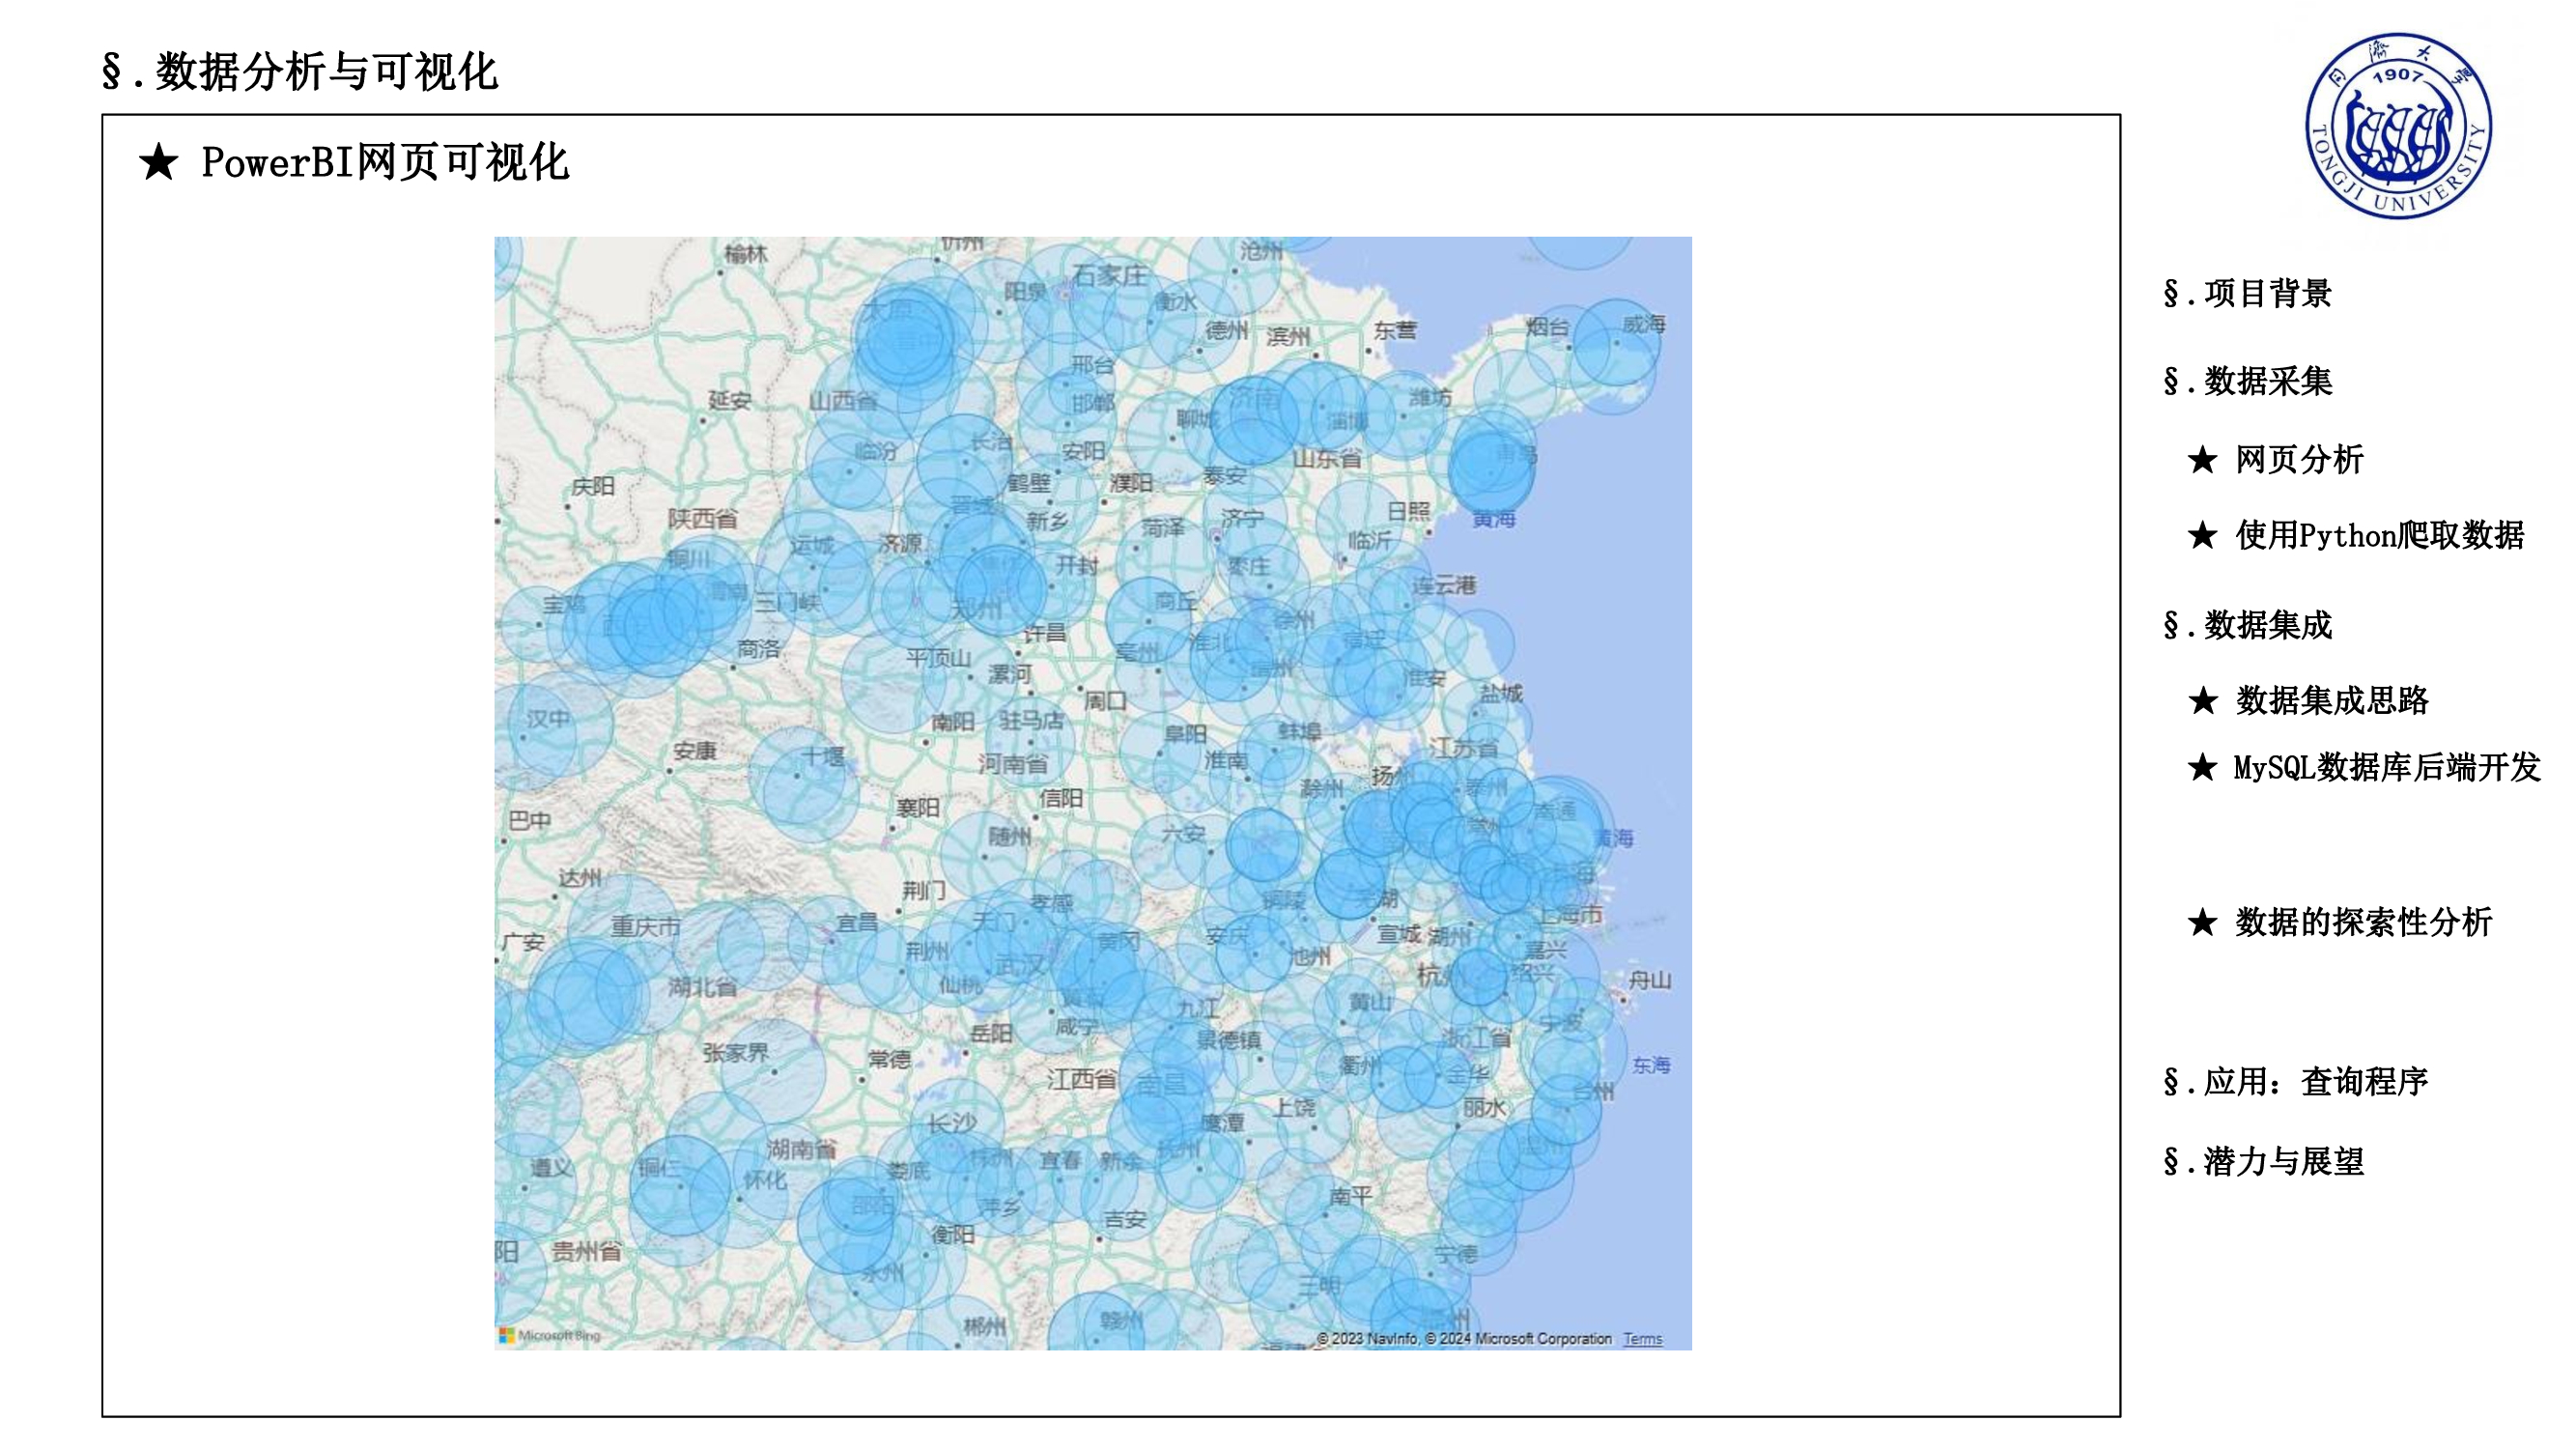 §.数据分析与可视化
★ PowerBI网页可视化
同济大学
1907
TONGJI UNIVERSITY
§.项目背景
§.数据采集
★ 网页分析
★ 使用Python爬取数据
§.数据集成
★ 数据集成思路
★ MySQL数据库后端开发
★ 数据的探索性分析
§.应用：查询程序
§.潜力与展望
榆林
忻州
沧州
石家庄
阳泉
衡水
太原
晋中
德州
滨州
东营
烟台
威海
邢台
延安
山西省
邯郸
聊城
济南
淄博
潍坊
临汾
长治
安阳
山东省
青岛
庆阳
鹤壁
濮阳
泰安
陕西省
晋城
新乡
菏泽
济宁
日照
黄海
铜川
运城
济源
开封
枣庄
临沂
宝鸡
渭南
三门峡
郑州
商丘
连云港
许昌
徐州
商洛
平顶山
漯河
亳州
淮北
宿州
宿迁
淮安
汉中
周口
盐城
安康
十堰
南阳
驻马店
阜阳
蚌埠
河南省
淮南
江苏省
巴中
襄阳
信阳
滁州
扬州
泰州
随州
六安
常州
南通
黄海
达州
荆门
孝感
铜陵
芜湖
上海
重庆市
宜昌
天门
上海市
广安
荆州
武汉
黄冈
安庆
池州
宣城
湖州
嘉兴
湖北省
仙桃
黄石
九江
黄山
杭州
绍兴
舟山
张家界
常德
岳阳
咸宁
景德镇
宁波
浙江省
江西省
南昌
衢州
金华
东海
台州
长沙
鹰潭
上饶
丽水
遵义
铜仁
湖南省
怀化
娄底
株洲
宜春
新余
抚州
温州
邵阳
萍乡
南平
阳
贵州省
衡阳
吉安
宁德
永州
三明
郴州
赣州
福州
Microsoft Bing
© 2023 NavInfo, © 2024 Microsoft Corporation Terms